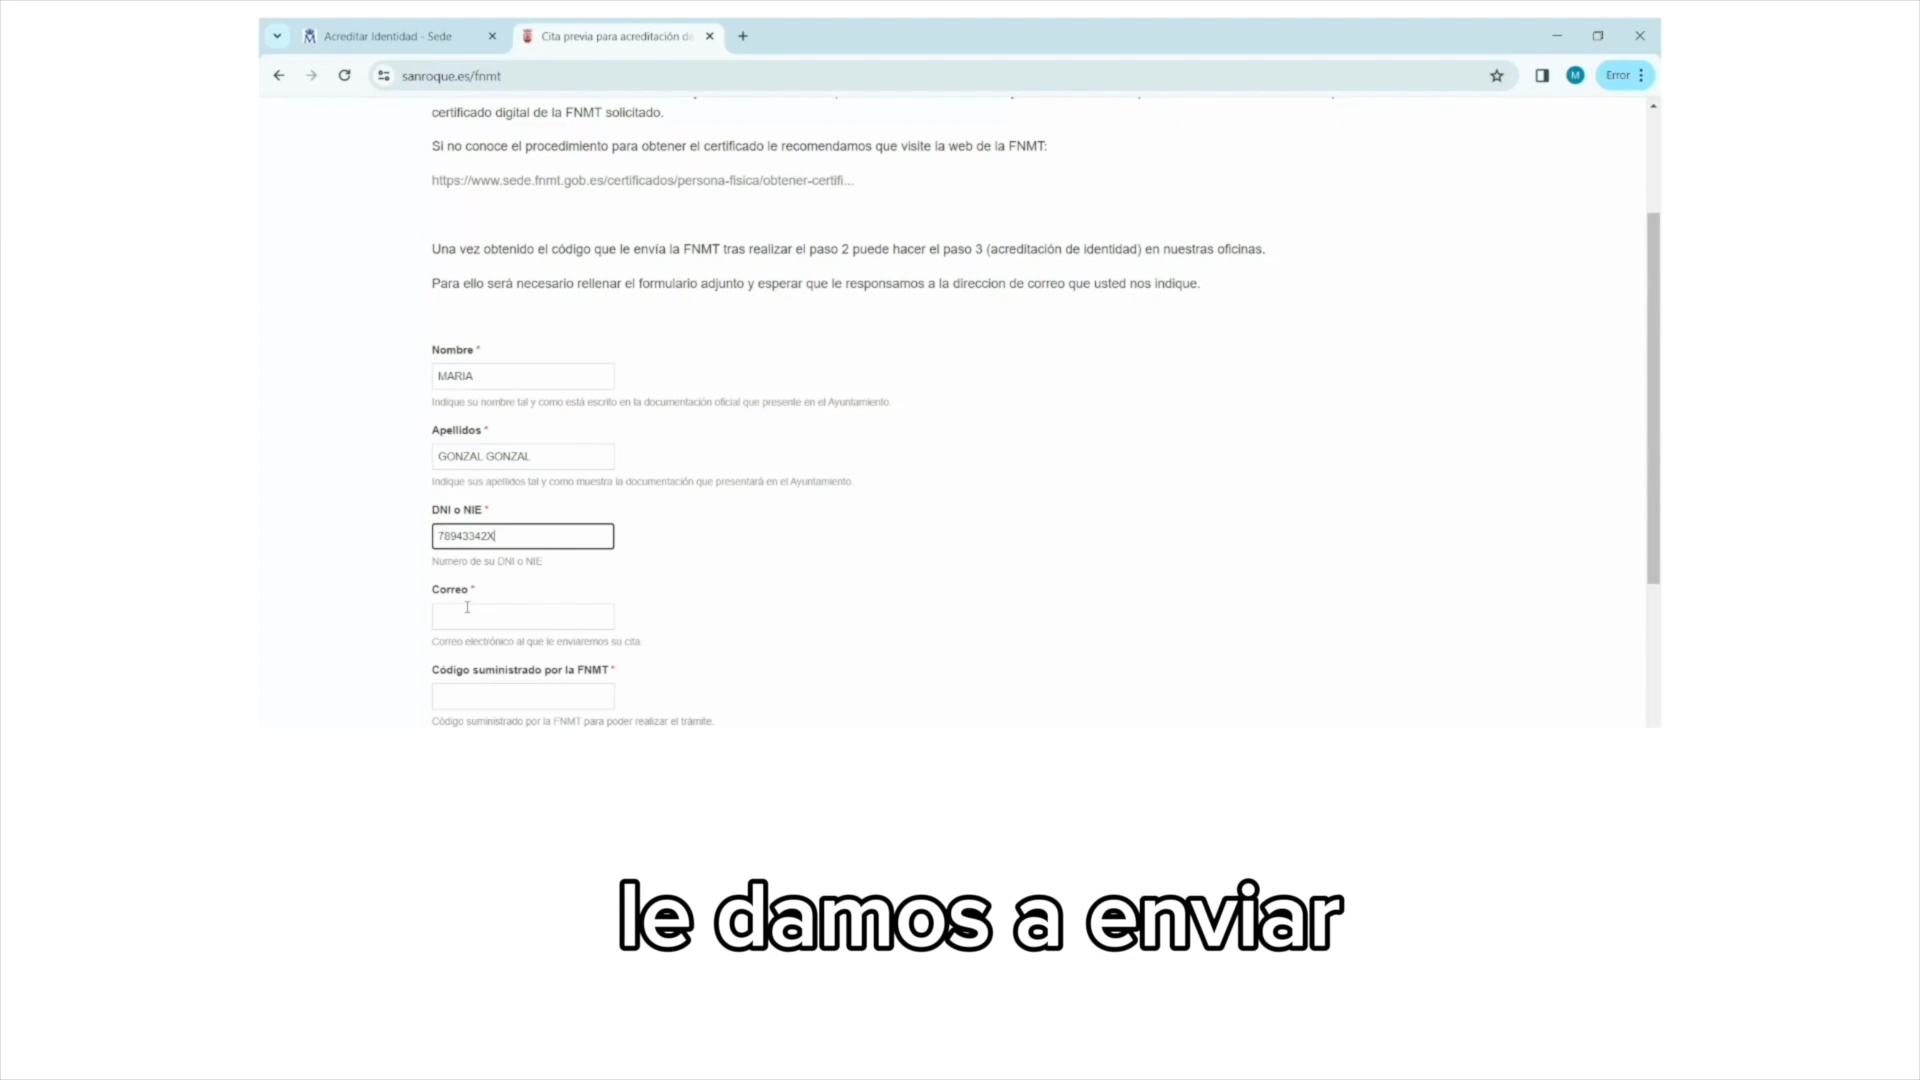 Acreditar Identidad - Sede
Cita previa para acreditación de
sanroque.es/fnmt
Error
certificado digital de la FNMT solicitado.
Si no conoce el procedimiento para obtener el certificado le recomendamos que visite la web de la FNMT:
https://www.sede.fnmt.gob.es/certificados/persona-fisica/obtener-certifi...
Una vez obtenido el código que le envía la FNMT tras realizar el paso 2 puede hacer el paso 3 (acreditación de identidad) en nuestras oficinas.
Para ello será necesario rellenar el formulario adjunto y esperar que le responsamos a la direccion de correo que usted nos indique.
Nombre *
MARIA
Indique su nombre tal y como está escrito en la documentación oficial que presente en el Ayuntamiento.
Apellidos *
GONZAL GONZAL
Indique sus apellidos tal y como muestra la documentación que presentará en el Ayuntamiento.
DNI o NIE *
78943342X
Numero de su DNI o NIE
Correo *
Correo electrónico al que le enviaremos su cita.
Código suministrado por la FNMT *
Código suministrado por la FNMT para poder realizar el trámite.
le damos a enviar